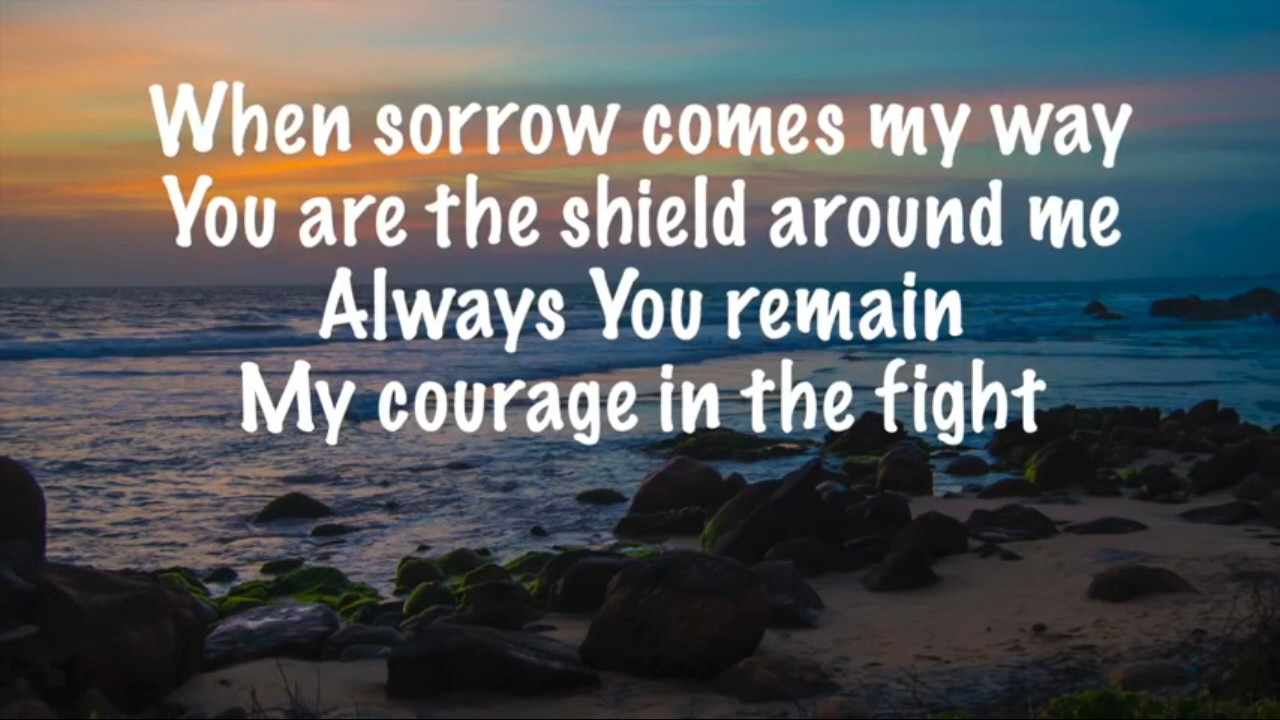 When sorrow comes my way
You are the shield around me
Always You remain
My courage in the fight